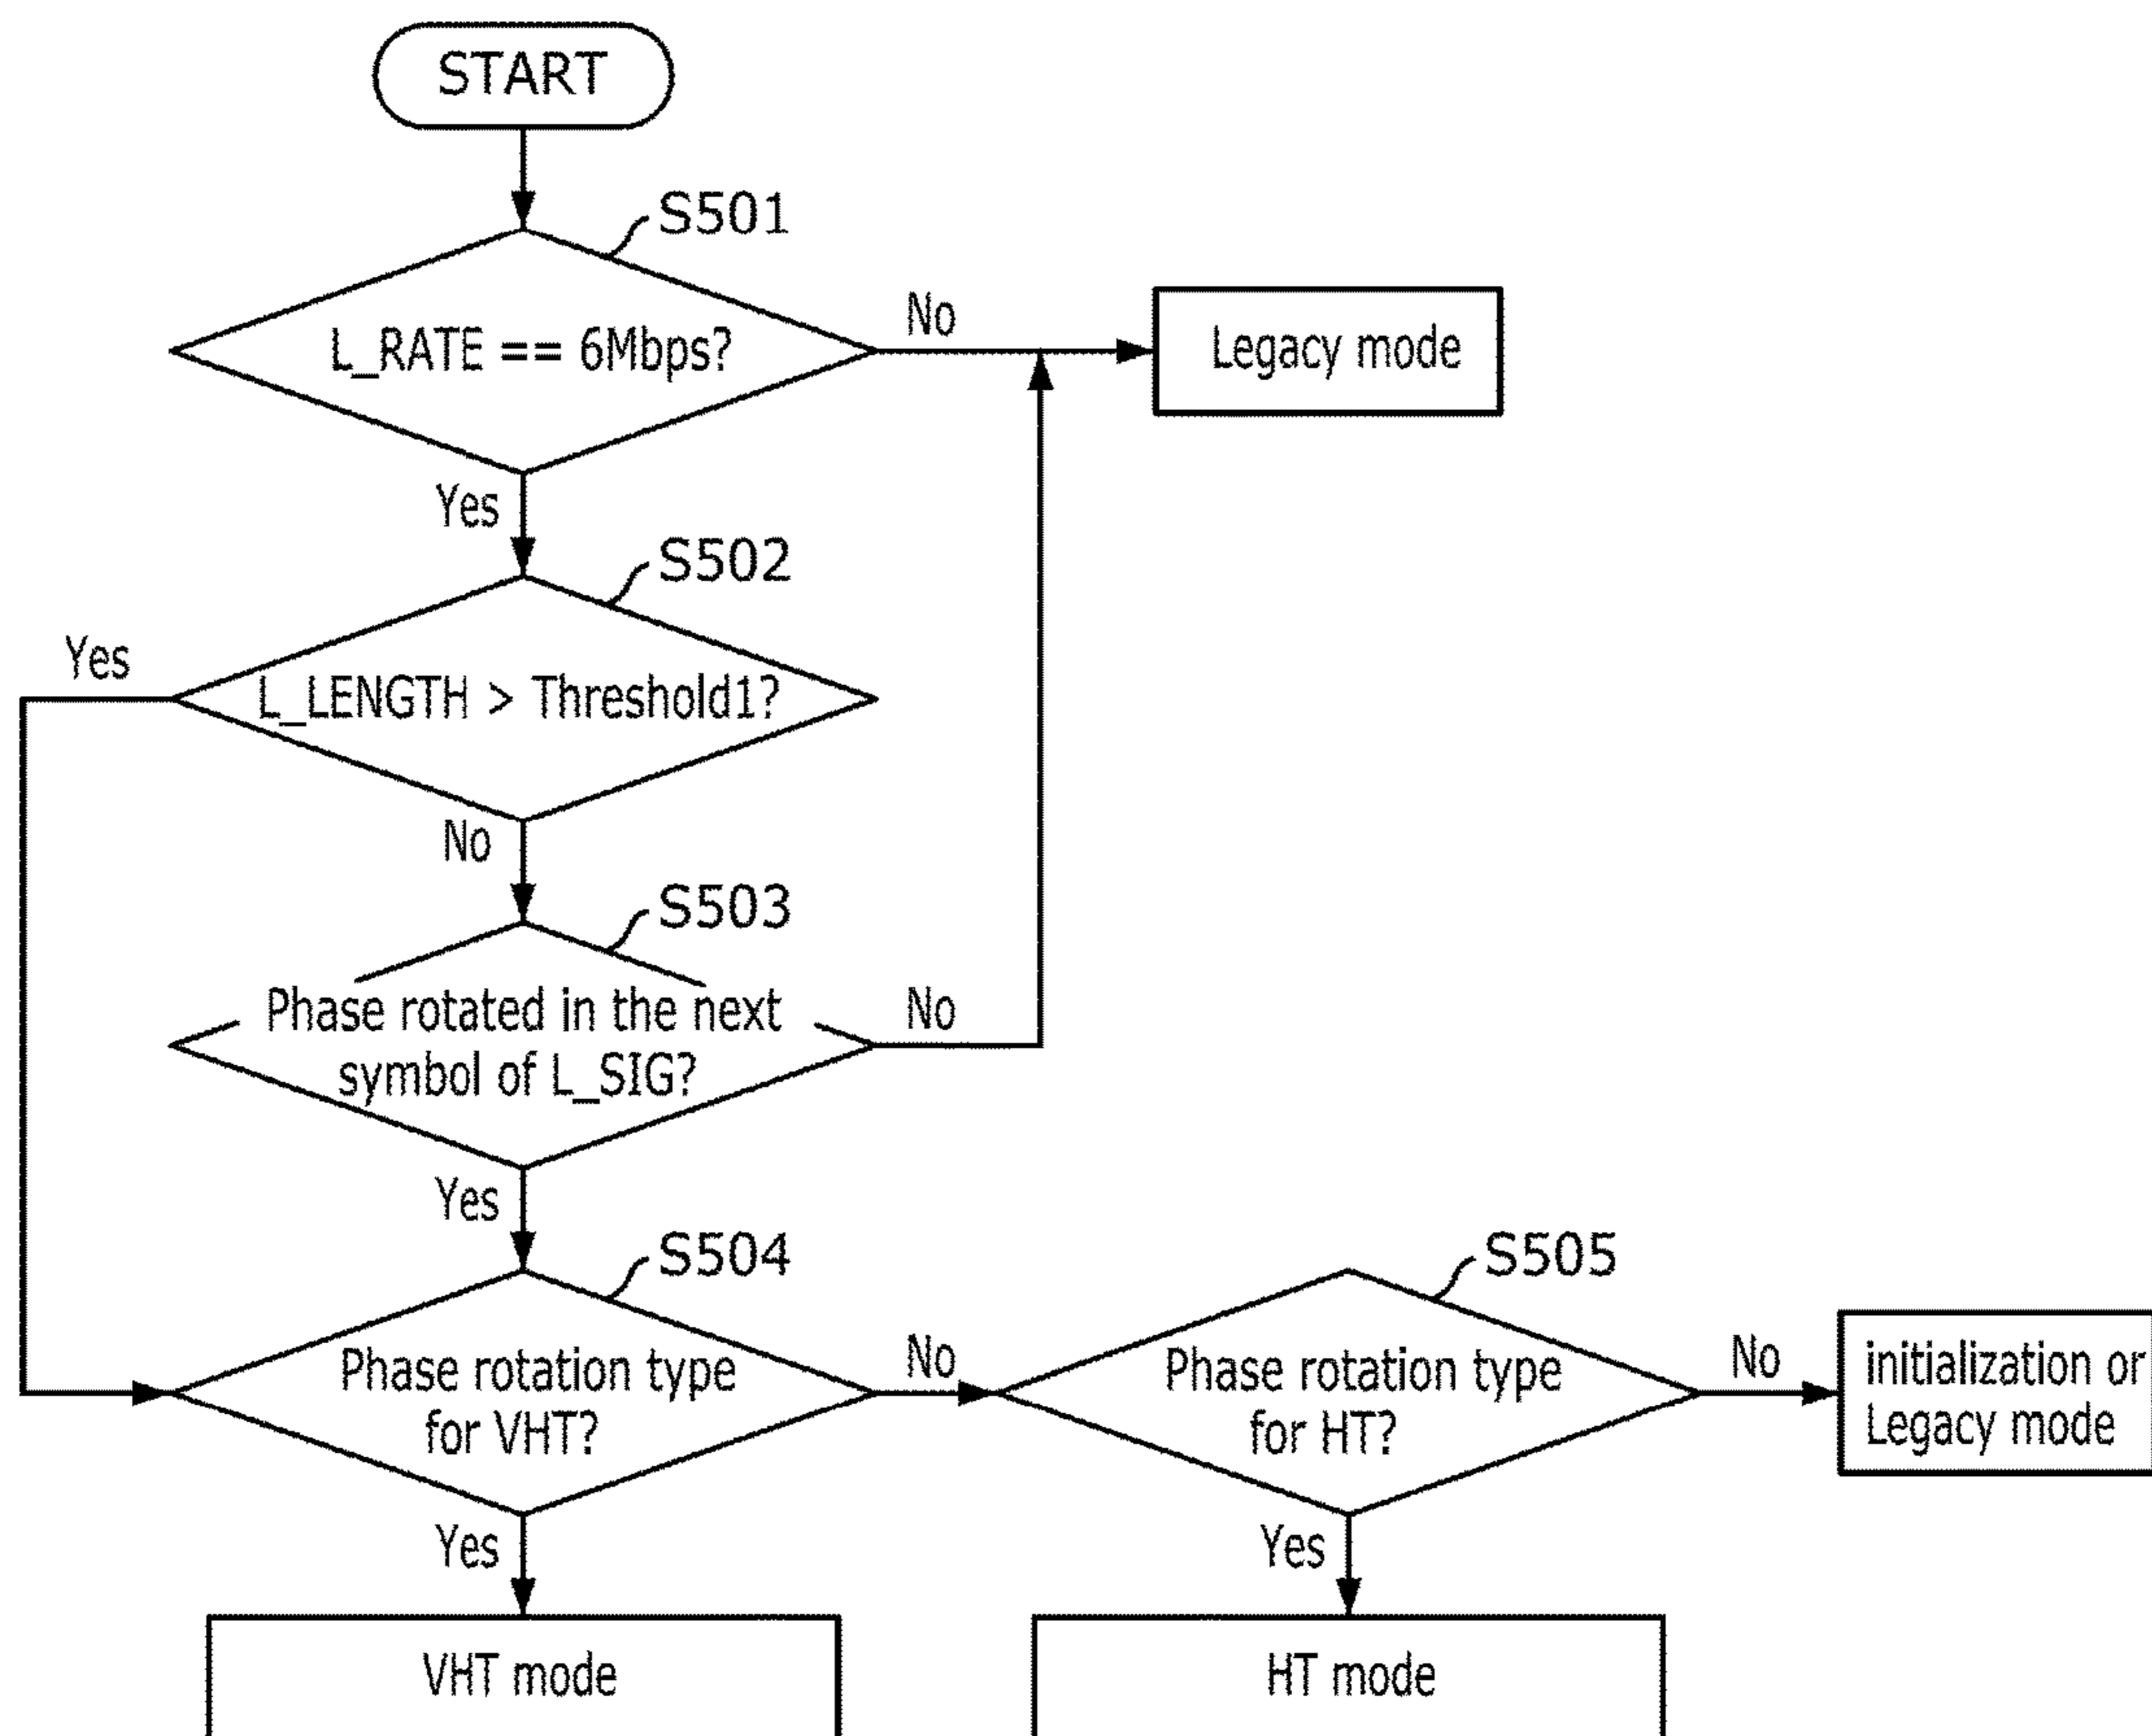 START
S501
L_RATE == 6Mbps?
No
Legacy mode
Yes
S502
Yes
L_LENGTH > Threshold1?
No
S503
Phase rotated in the next
symbol of L_SIG?
No
Yes
S504
S505
Phase rotation type
for VHT?
No
Phase rotation type
for HT?
No
initialization or
Legacy mode
Yes
Yes
VHT mode
HT mode